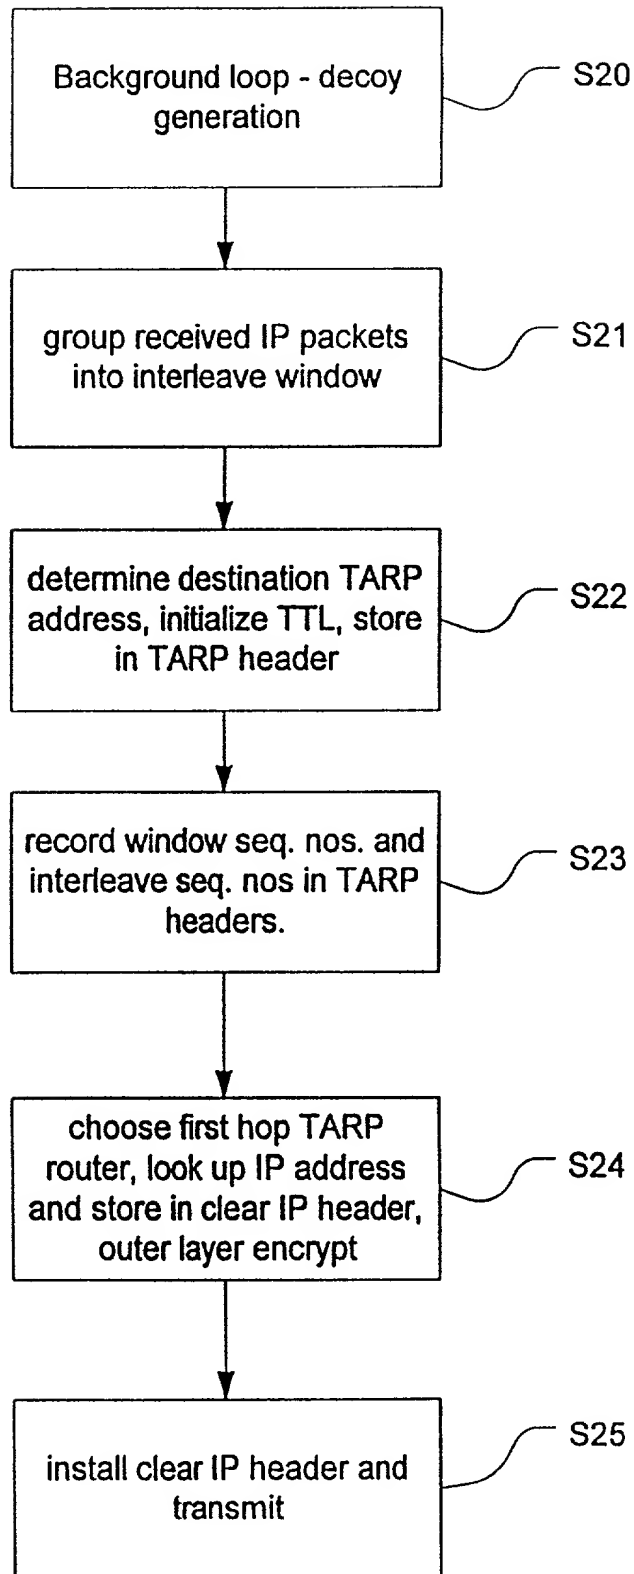 Background loop - decoy
generation
S20
group received IP packets
into interleave window
S21
determine destination TARP
address, initialize TTL, store
in TARP header
S22
record window seq. nos. and
interleave seq. nos in TARP
headers.
S23
choose first hop TARP
router, look up IP address
and store in clear IP header,
outer layer encrypt
S24
install clear IP header and
transmit
S25